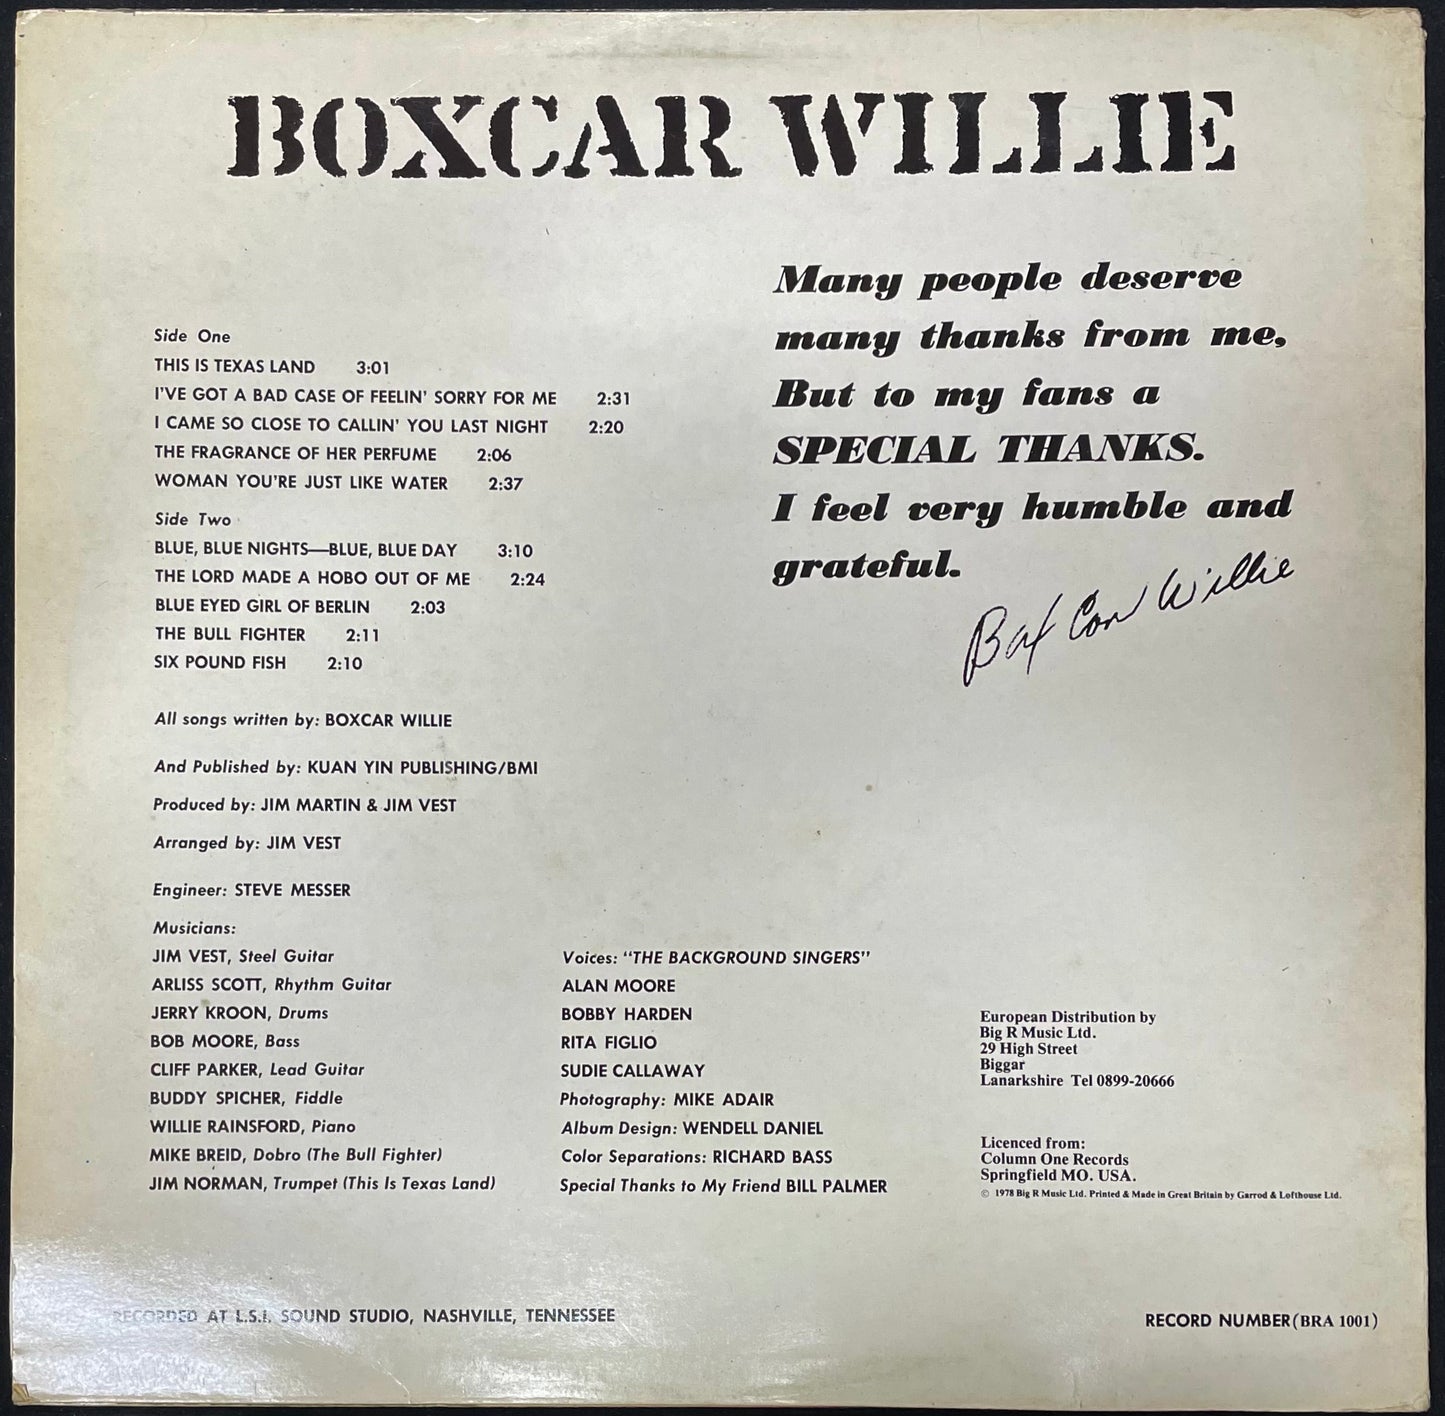 BOXCAR WILLIE
Many people deserve
many thanks from me,
But to my fans a
SPECIAL THANKS.
I feel very humble and
grateful.
Box Car Willie
Side One
THIS IS TEXAS LAND 3:01
I'VE GOT A BAD CASE OF FEELIN' SORRY FOR ME 2:31
I CAME SO CLOSE TO CALLIN' YOU LAST NIGHT 2:20
THE FRAGRANCE OF HER PERFUME 2:06
WOMAN YOU'RE JUST LIKE WATER 2:37
Side Two
BLUE, BLUE NIGHTS—BLUE, BLUE DAY 3:10
THE LORD MADE A HOBO OUT OF ME 2:24
BLUE EYED GIRL OF BERLIN 2:03
THE BULL FIGHTER 2:11
SIX POUND FISH 2:10
All songs written by: BOXCAR WILLIE
And Published by: KUAN YIN PUBLISHING/BMI
Produced by: JIM MARTIN & JIM VEST
Arranged by: JIM VEST
Engineer: STEVE MESSER
Musicians:
JIM VEST, Steel Guitar
ARLISS SCOTT, Rhythm Guitar
JERRY KROON, Drums
BOB MOORE, Bass
CLIFF PARKER, Lead Guitar
BUDDY SPICHER, Fiddle
WILLIE RAINSFORD, Piano
MIKE BREID, Dobro (The Bull Fighter)
JIM NORMAN, Trumpet (This Is Texas Land)
Voices: "THE BACKGROUND SINGERS"
ALAN MOORE
BOBBY HARDEN
RITA FIGLIO
SUDIE CALLAWAY
Photography: MIKE ADAIR
Album Design: WENDELL DANIEL
Color Separations: RICHARD BASS
Special Thanks to My Friend BILL PALMER
European Distribution by
Big R Music Ltd.
29 High Street
Biggar
Lanarkshire Tel 0899-20666
Licenced from:
Column One Records
Springfield MO. USA.
© 1978 Big R Music Ltd. Printed & Made in Great Britain by Garrod & Lofthouse Ltd.
RECORDED AT L.S.I. SOUND STUDIO, NASHVILLE, TENNESSEE
RECORD NUMBER (BRA 1001)